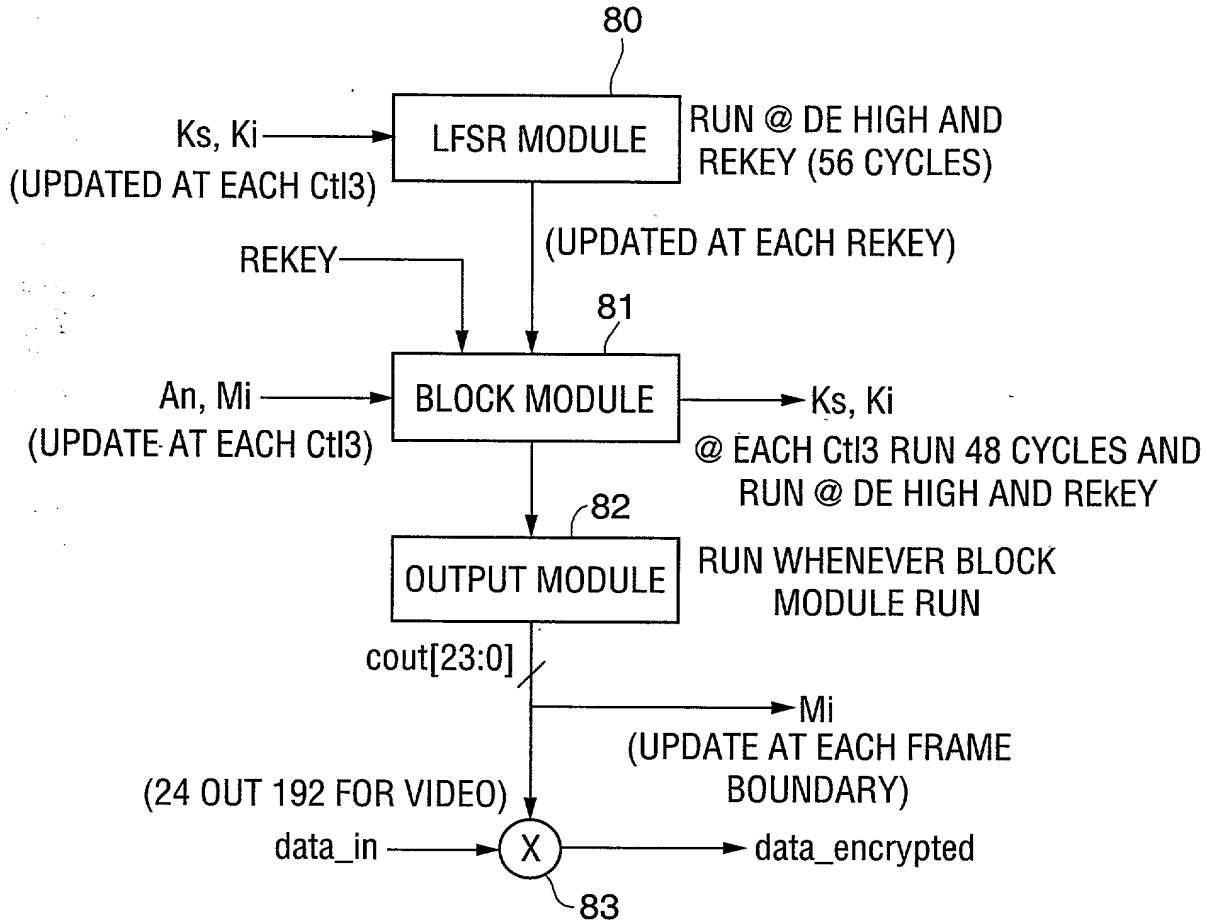 80
LFSR MODULE
RUN @ DE HIGH AND
REKEY (56 CYCLES)
Ks, Ki
(UPDATED AT EACH Ctl3)
(UPDATED AT EACH REKEY)
REKEY
81
BLOCK MODULE
An, Mi
(UPDATE AT EACH Ctl3)
Ks, Ki
@ EACH Ctl3 RUN 48 CYCLES AND
RUN @ DE HIGH AND REkEY
82
OUTPUT MODULE
RUN WHENEVER BLOCK
MODULE RUN
cout[23:0]
Mi
(UPDATE AT EACH FRAME
BOUNDARY)
(24 OUT 192 FOR VIDEO)
data_in
X
data_encrypted
83